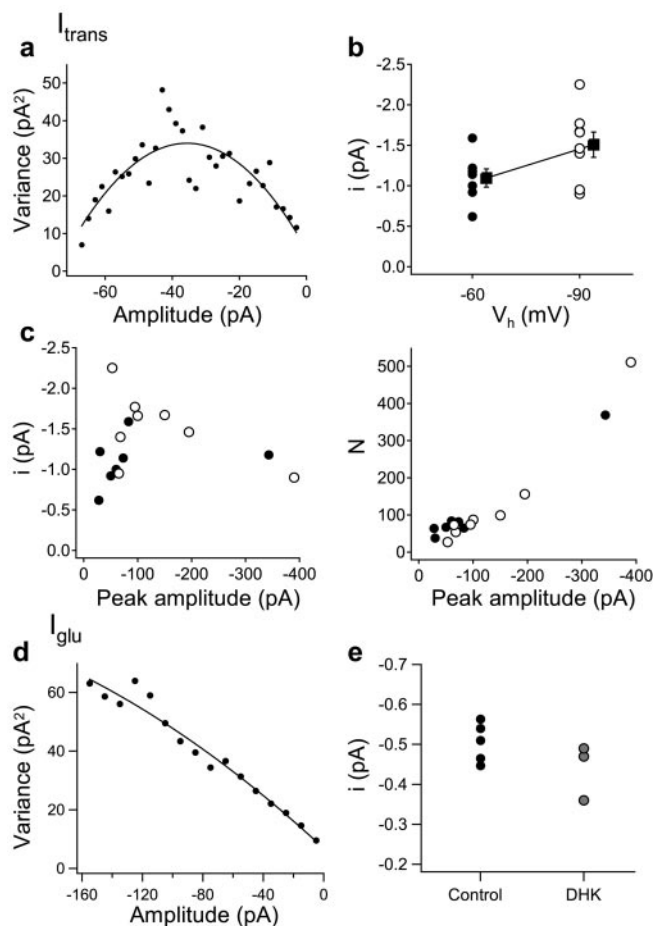 I_trans
a
b
Variance (pA²)
50
40
30
20
10
0
-60
-40
-20
0
Amplitude (pA)
i (pA)
-2.5
-2.0
-1.5
-1.0
-0.5
0.0
-60
-90
V_h (mV)
c
i (pA)
-2.5
-2.0
-1.5
-1.0
-0.5
0.0
0
-100
-200
-300
-400
Peak amplitude (pA)
N
500
400
300
200
100
0
0
-100
-200
-300
-400
Peak amplitude (pA)
I_glu
d
e
Variance (pA²)
60
40
20
0
-160
-120
-80
-40
0
Amplitude (pA)
i (pA)
-0.7
-0.6
-0.5
-0.4
-0.3
-0.2
Control
DHK